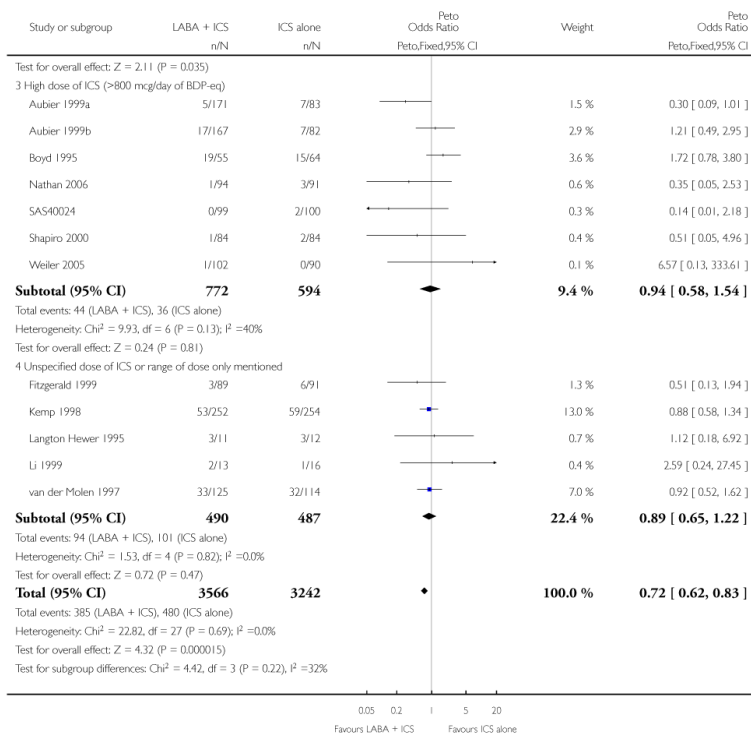 Study or subgroup LABA + ICS ICS alone Peto Odds Ratio Weight Peto Odds Ratio
n/N n/N Peto,Fixed,95% CI Peto,Fixed,95% CI
Test for overall effect: Z = 2.11 (P = 0.035)
3 High dose of ICS (>800 mcg/day of BDP-eq)
Aubier 1999a 5/171 7/83 1.5 % 0.30 [ 0.09, 1.01 ]
Aubier 1999b 17/167 7/82 2.9 % 1.21 [ 0.49, 2.95 ]
Boyd 1995 19/55 15/64 3.6 % 1.72 [ 0.78, 3.80 ]
Nathan 2006 1/94 3/91 0.6 % 0.35 [ 0.05, 2.53 ]
SAS40024 0/99 2/100 0.3 % 0.14 [ 0.01, 2.18 ]
Shapiro 2000 1/84 2/84 0.4 % 0.51 [ 0.05, 4.96 ]
Weiler 2005 1/102 0/90 0.1 % 6.57 [ 0.13, 333.61 ]
Subtotal (95% CI) 772 594 9.4 % 0.94 [ 0.58, 1.54 ]
Total events: 44 (LABA + ICS), 36 (ICS alone)
Heterogeneity: Chi² = 9.93, df = 6 (P = 0.13); I² =40%
Test for overall effect: Z = 0.24 (P = 0.81)
4 Unspecified dose of ICS or range of dose only mentioned
Fitzgerald 1999 3/89 6/91 1.3 % 0.51 [ 0.13, 1.94 ]
Kemp 1998 53/252 59/254 13.0 % 0.88 [ 0.58, 1.34 ]
Langton Hewer 1995 3/11 3/12 0.7 % 1.12 [ 0.18, 6.92 ]
Li 1999 2/13 1/16 0.4 % 2.59 [ 0.24, 27.45 ]
van der Molen 1997 33/125 32/114 7.0 % 0.92 [ 0.52, 1.62 ]
Subtotal (95% CI) 490 487 22.4 % 0.89 [ 0.65, 1.22 ]
Total events: 94 (LABA + ICS), 101 (ICS alone)
Heterogeneity: Chi² = 1.53, df = 4 (P = 0.82); I² =0.0%
Test for overall effect: Z = 0.72 (P = 0.47)
Total (95% CI) 3566 3242 100.0 % 0.72 [ 0.62, 0.83 ]
Total events: 385 (LABA + ICS), 480 (ICS alone)
Heterogeneity: Chi² = 22.82, df = 27 (P = 0.69); I² =0.0%
Test for overall effect: Z = 4.32 (P = 0.000015)
Test for subgroup differences: Chi² = 4.42, df = 3 (P = 0.22), I² =32%
0.05 0.2 1 5 20
Favours LABA + ICS Favours ICS alone